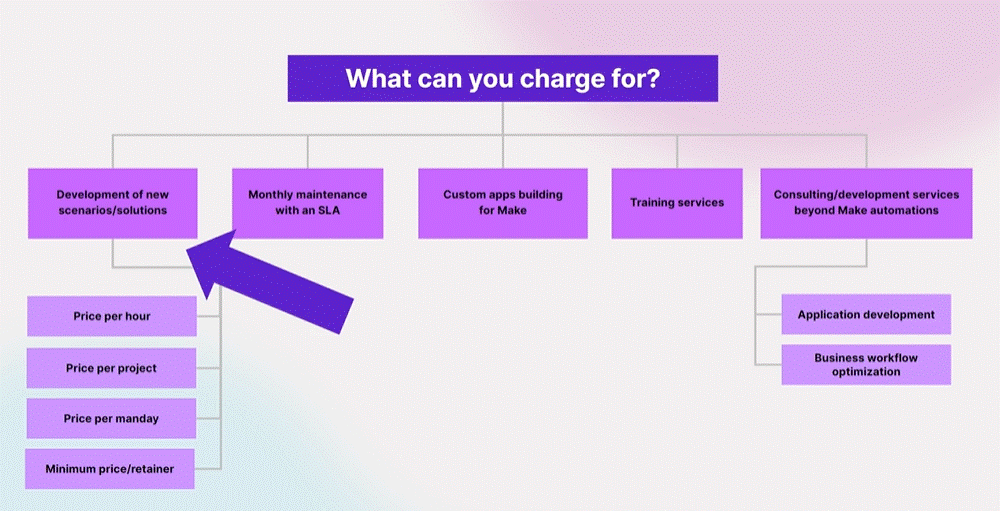 What can you charge for?
Development of new
scenarios/solutions
Monthly maintenance
with an SLA
Custom apps building
for Make
Training services
Consulting/development services
beyond Make automations
Price per hour
Price per project
Price per manday
Minimum price/retainer
Application development
Business workflow
optimization